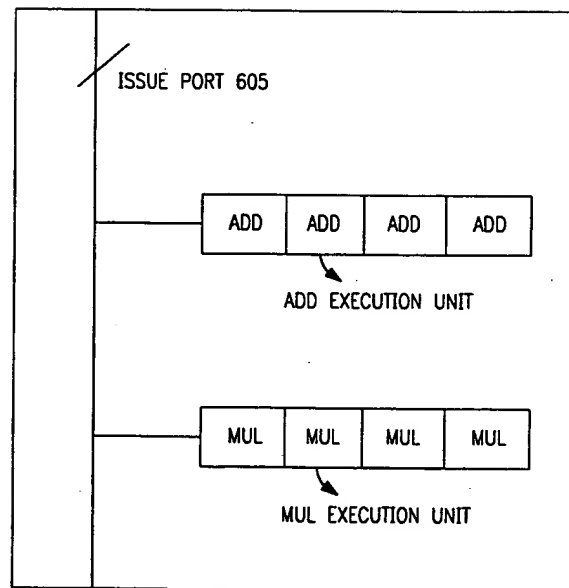 ISSUE PORT 605
ADD ADD ADD ADD
ADD EXECUTION UNIT
MUL MUL MUL MUL
MUL EXECUTION UNIT